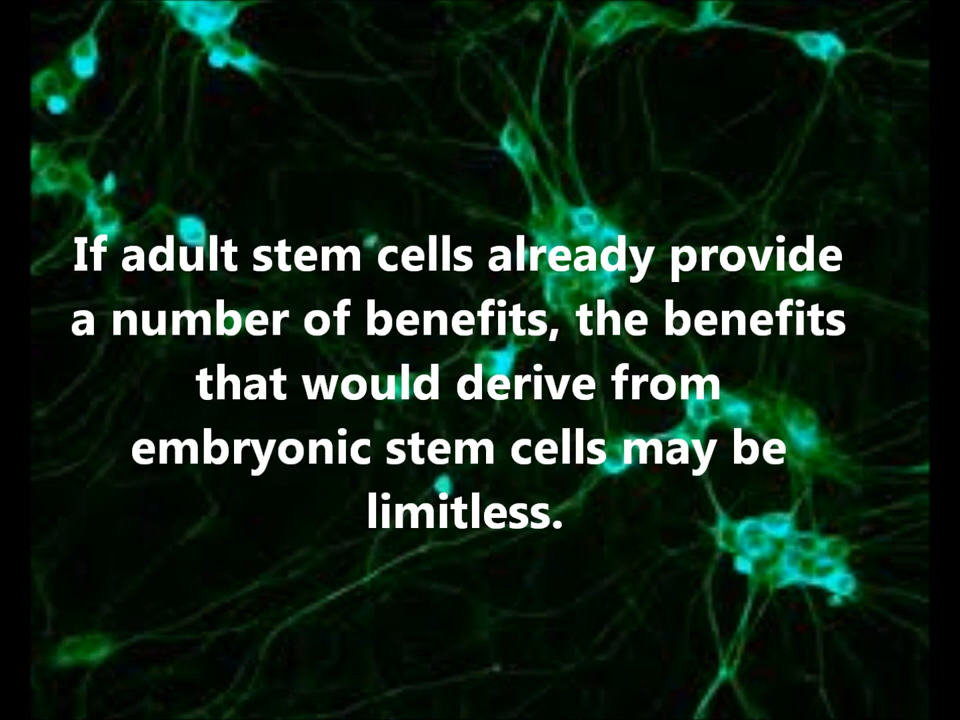 If adult stem cells already provide
a number of benefits, the benefits
that would derive from
embryonic stem cells may be
limitless.